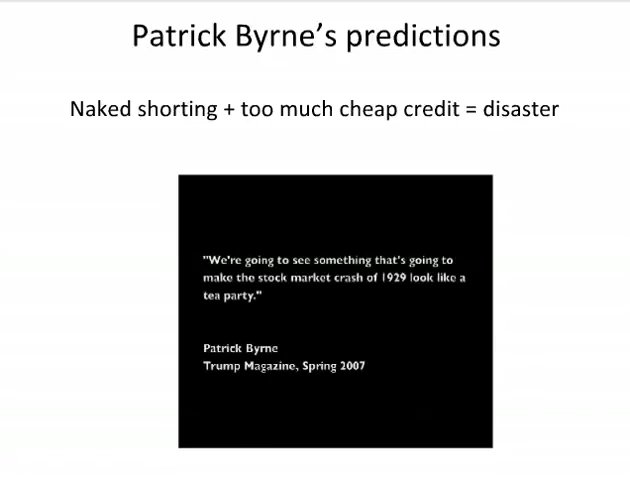 Patrick Byrne’s predictions
Naked shorting + too much cheap credit = disaster
"We're going to see something that's going to
make the stock market crash of 1929 look like a
tea party."
Patrick Byrne
Trump Magazine, Spring 2007